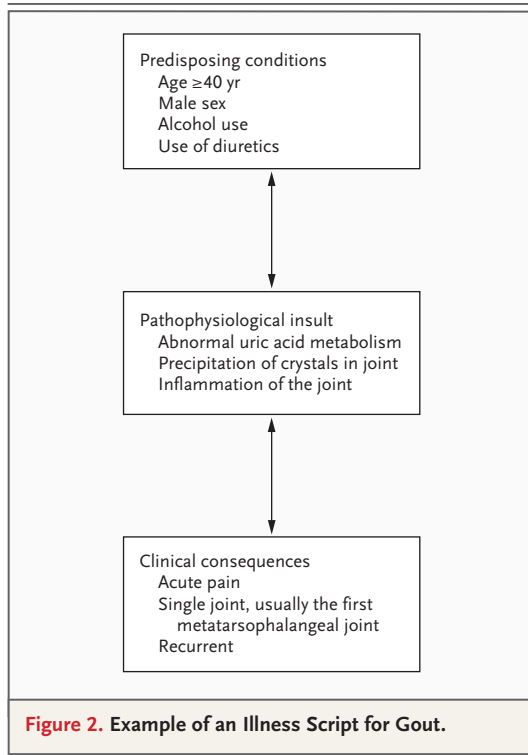 Predisposing conditions
Age ≥40 yr
Male sex
Alcohol use
Use of diuretics
Pathophysiological insult
Abnormal uric acid metabolism
Precipitation of crystals in joint
Inflammation of the joint
Clinical consequences
Acute pain
Single joint, usually the first
metatarsophalangeal joint
Recurrent
Figure 2. Example of an Illness Script for Gout.